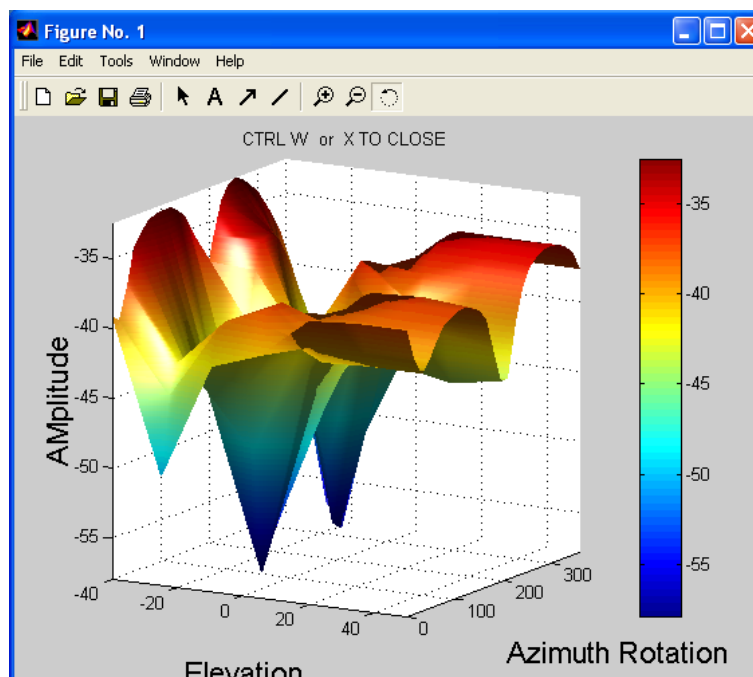 Figure No. 1
File Edit Tools Window Help
A
CTRL W or X TO CLOSE
-35
-40
-45
-50
-55
AMplitude
-40
-20
0
20
40
Elevation
0
100
200
300
Azimuth Rotation
-35
-40
-45
-50
-55